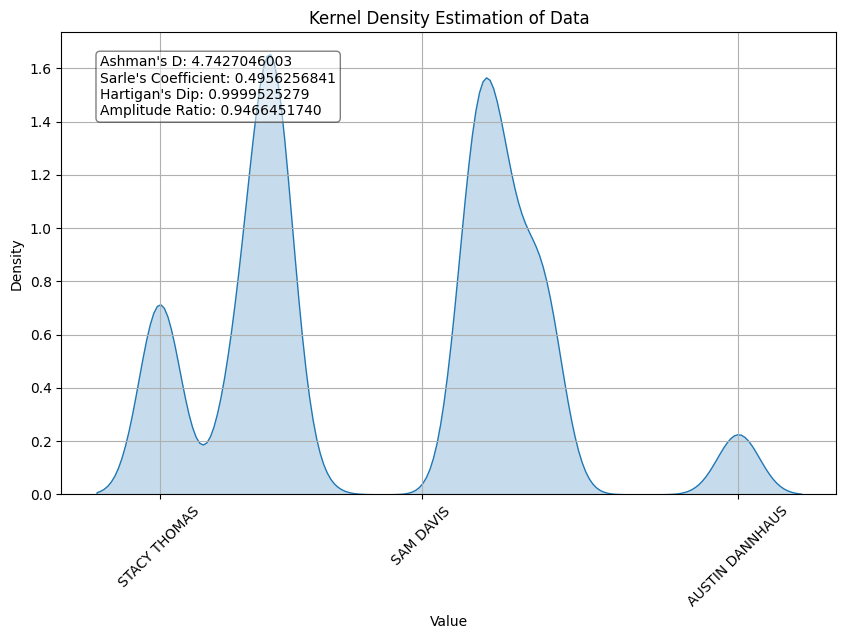 Kernel Density Estimation of Data
Ashman's D: 4.7427046003
Sarle's Coefficient: 0.4956256841
Hartigan's Dip: 0.9999525279
Amplitude Ratio: 0.9466451740
1.6
1.4
1.2
1.0
0.8
0.6
0.4
0.2
0.0
Density
STACY THOMAS
SAM DAVIS
AUSTIN DANNHAUS
Value